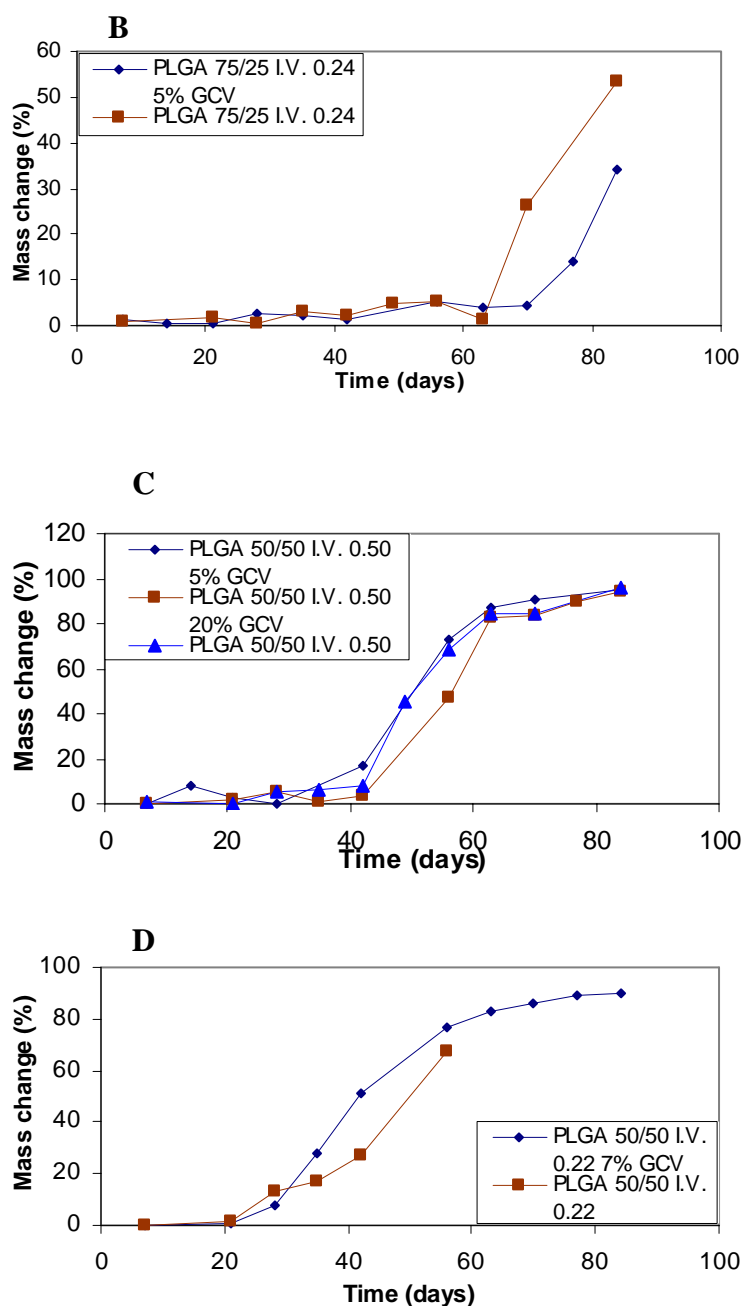 B
60
50
40
30
20
10
0
Mass change (%)
PLGA 75/25 I.V. 0.24
5% GCV
PLGA 75/25 I.V. 0.24
0 20 40 60 80 100
Time (days)
C
120
100
80
60
40
20
0
Mass change (%)
PLGA 50/50 I.V. 0.50
5% GCV
PLGA 50/50 I.V. 0.50
20% GCV
PLGA 50/50 I.V. 0.50
0 20 40 60 80 100
Time (days)
D
100
80
60
40
20
0
Mass change (%)
PLGA 50/50 I.V.
0.22 7% GCV
PLGA 50/50 I.V.
0.22
0 20 40 60 80 100
Time (days)